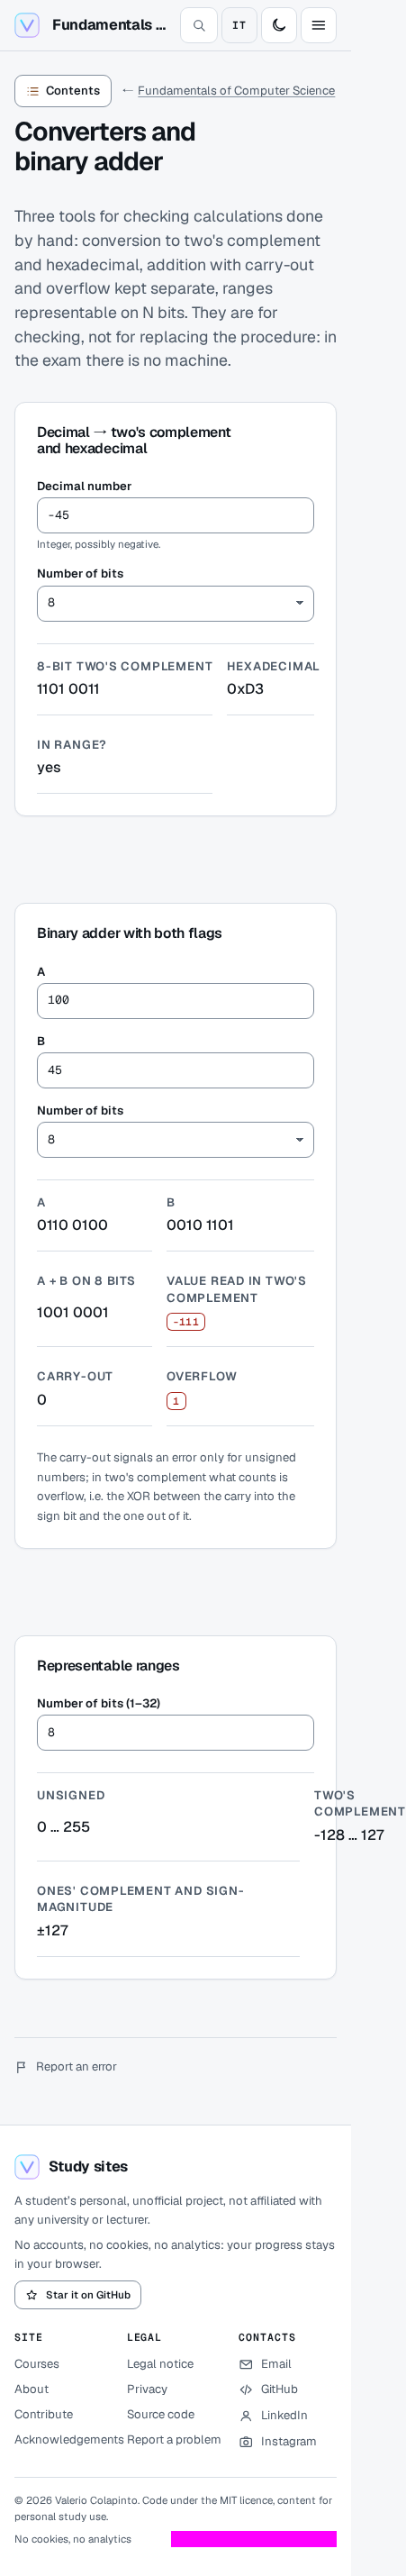 Fundamentals ...
IT
Contents
← Fundamentals of Computer Science
Converters and
binary adder
Three tools for checking calculations done
by hand: conversion to two's complement
and hexadecimal, addition with carry-out
and overflow kept separate, ranges
representable on N bits. They are for
checking, not for replacing the procedure: in
the exam there is no machine.
Decimal → two's complement
and hexadecimal
Decimal number
-45
Integer, possibly negative.
Number of bits
8
8-BIT TWO'S COMPLEMENT
HEXADECIMAL
1101 0011
0xD3
IN RANGE?
yes
Binary adder with both flags
A
100
B
45
Number of bits
8
A
B
0110 0100
0010 1101
A + B ON 8 BITS
VALUE READ IN TWO'S
COMPLEMENT
1001 0001
-111
CARRY-OUT
OVERFLOW
0
1
The carry-out signals an error only for unsigned
numbers; in two's complement what counts is
overflow, i.e. the XOR between the carry into the
sign bit and the one out of it.
Representable ranges
Number of bits (1–32)
8
UNSIGNED
TWO'S
COMPLEMENT
0 … 255
-128 … 127
ONES' COMPLEMENT AND SIGN-
MAGNITUDE
±127
Report an error
Study sites
A student's personal, unofficial project, not affiliated with
any university or lecturer.
No accounts, no cookies, no analytics: your progress stays
in your browser.
Star it on GitHub
SITE
LEGAL
CONTACTS
Courses
Legal notice
Email
About
Privacy
GitHub
Contribute
Source code
LinkedIn
Acknowledgements
Report a problem
Instagram
© 2026 Valerio Colapinto. Code under the MIT licence, content for
personal study use.
No cookies, no analytics